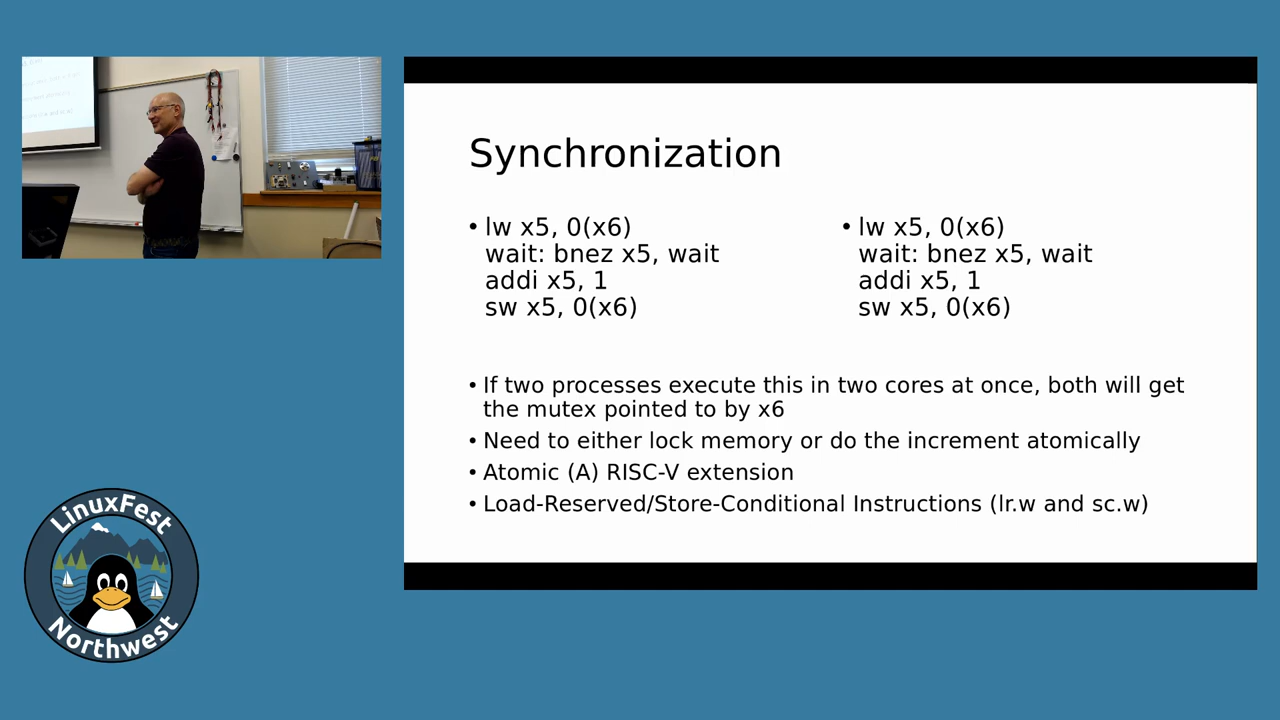 Synchronization
• lw x5, 0(x6)
wait: bnez x5, wait
addi x5, 1
sw x5, 0(x6)
• lw x5, 0(x6)
wait: bnez x5, wait
addi x5, 1
sw x5, 0(x6)
• If two processes execute this in two cores at once, both will get
the mutex pointed to by x6
• Need to either lock memory or do the increment atomically
• Atomic (A) RISC-V extension
• Load-Reserved/Store-Conditional Instructions (lr.w and sc.w)
LinuxFest
Northwest